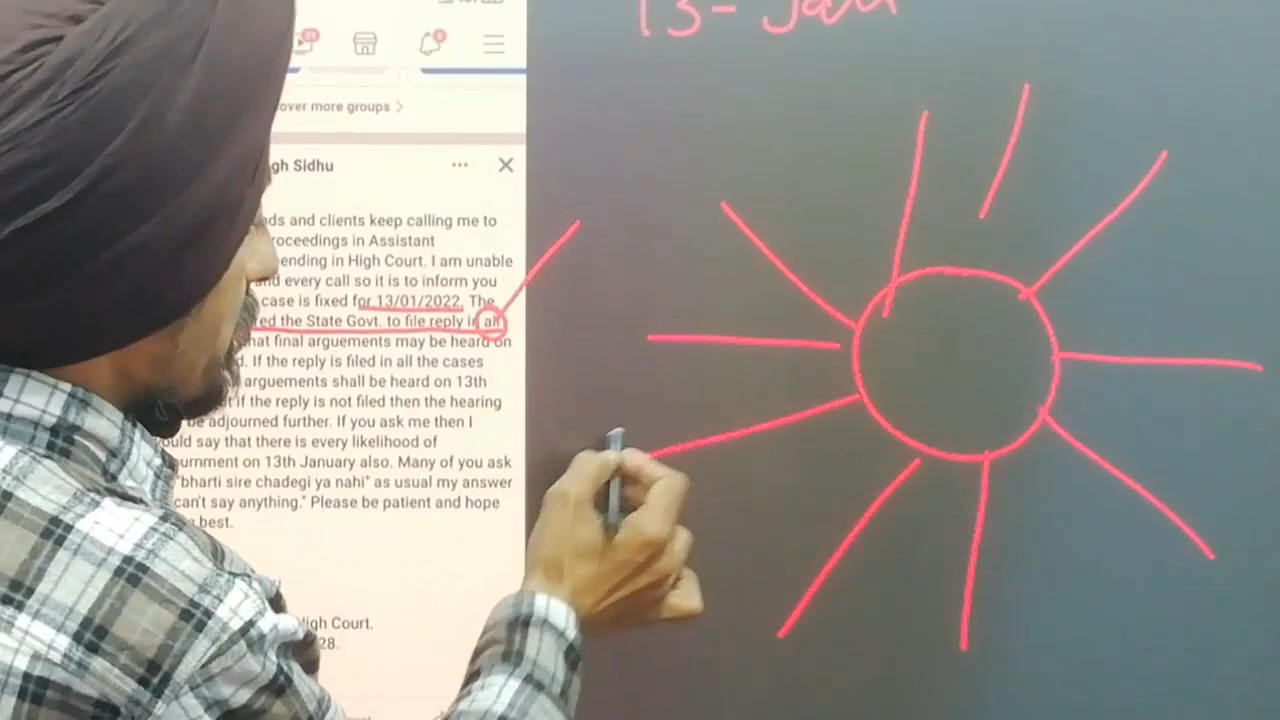 13- Jan
over more groups >
gh Sidhu
ds and clients keep calling me to
roceedings in Assistant
ending in High Court. I am unable
nd every call so it is to inform you
case is fixed for 13/01/2022. The
red the State Govt. to file reply in all
hat final arguements may be heard on
d. If the reply is filed in all the cases
arguements shall be heard on 13th
t if the reply is not filed then the hearing
be adjourned further. If you ask me then I
ould say that there is every likelihood of
urnment on 13th January also. Many of you ask
"bharti sire chadegi ya nahi" as usual my answer
can't say anything." Please be patient and hope
best.
High Court.
28.